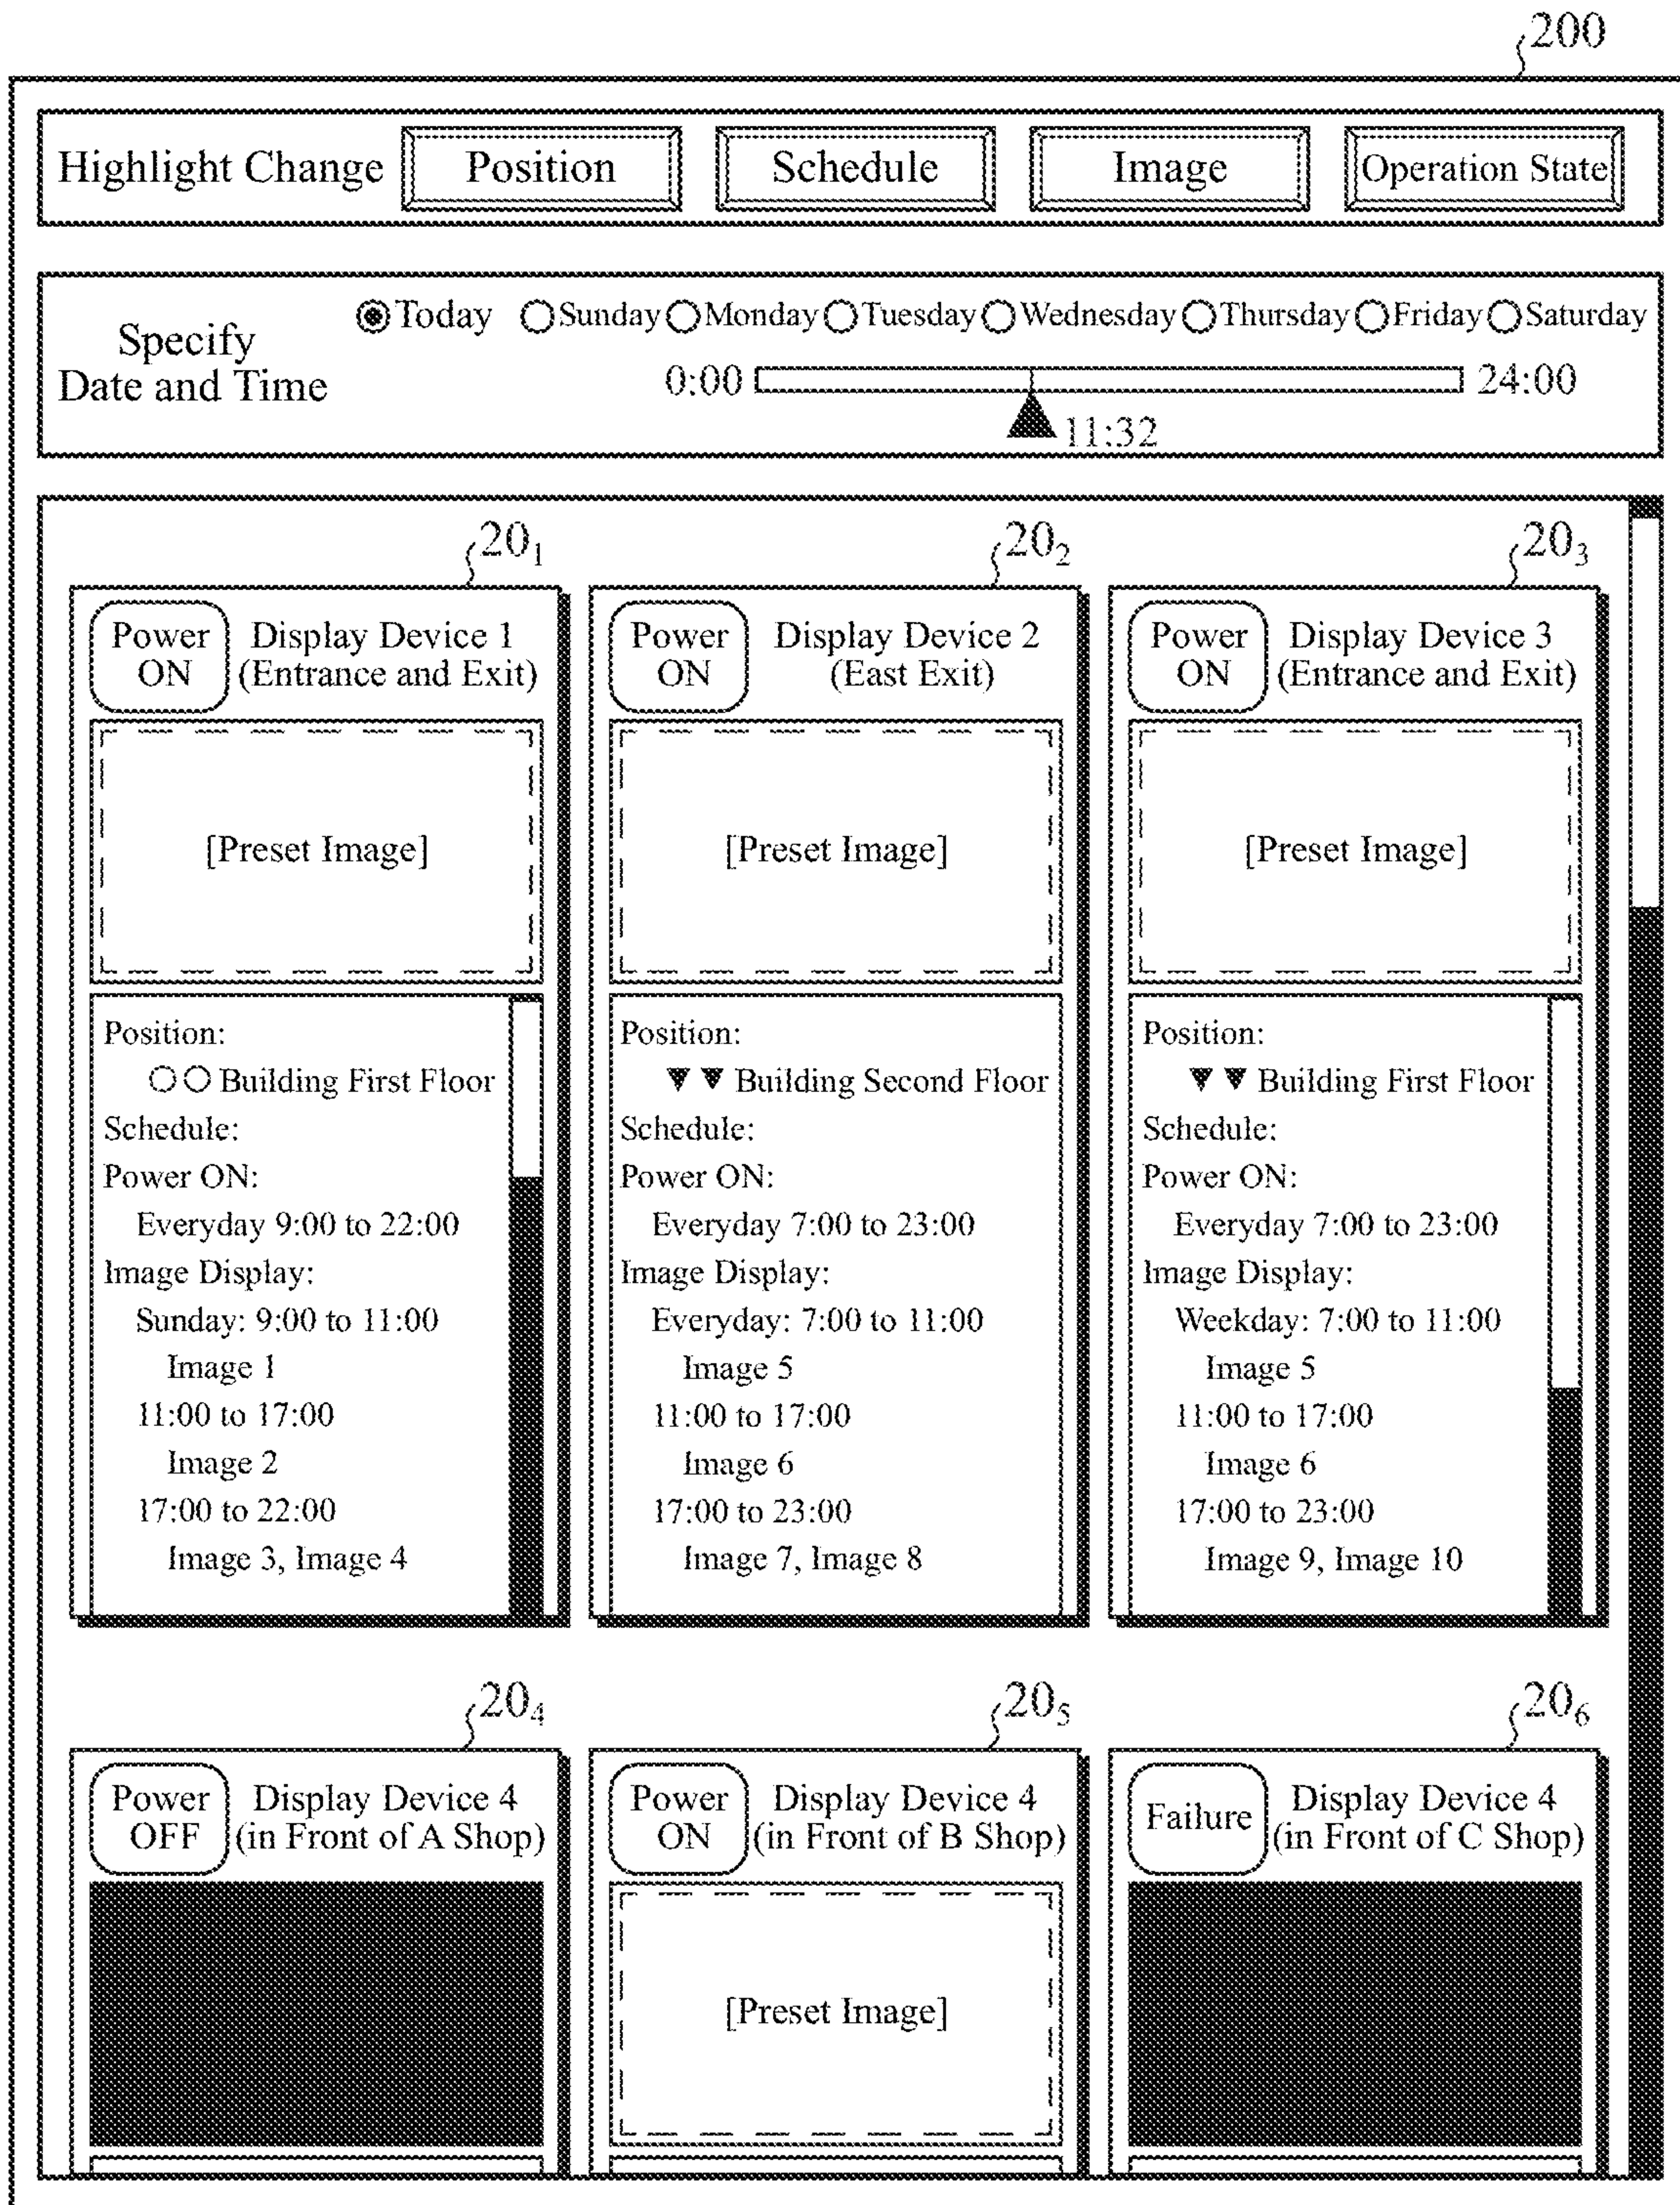 200
Highlight Change Position Schedule Image Operation State
Today Sunday Monday Tuesday Wednesday Thursday Friday Saturday
Specify
Date and Time
0:00 24:00
11:32
20₁
Power
ON
Display Device 1
(Entrance and Exit)
[Preset Image]
Position:
○○ Building First Floor
Schedule:
Power ON:
Everyday 9:00 to 22:00
Image Display:
Sunday: 9:00 to 11:00
Image 1
11:00 to 17:00
Image 2
17:00 to 22:00
Image 3, Image 4
20₂
Power
ON
Display Device 2
(East Exit)
[Preset Image]
Position:
▼▼ Building Second Floor
Schedule:
Power ON:
Everyday 7:00 to 23:00
Image Display:
Everyday: 7:00 to 11:00
Image 5
11:00 to 17:00
Image 6
17:00 to 23:00
Image 7, Image 8
20₃
Power
ON
Display Device 3
(Entrance and Exit)
[Preset Image]
Position:
▼▼ Building First Floor
Schedule:
Power ON:
Everyday 7:00 to 23:00
Image Display:
Weekday: 7:00 to 11:00
Image 5
11:00 to 17:00
Image 6
17:00 to 23:00
Image 9, Image 10
20₄
Power
OFF
Display Device 4
(in Front of A Shop)
20₅
Power
ON
Display Device 4
(in Front of B Shop)
[Preset Image]
20₆
Failure
Display Device 4
(in Front of C Shop)